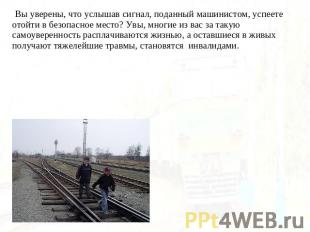 Вы уверены, что услышав сигнал, поданный машинистом, успеете
отойти в безопасное место? Увы, многие из вас за такую
самоуверенность расплачиваются жизнью, а оставшиеся в живых
получают тяжелейшие травмы, становятся инвалидами.
PPt4WEB.ru